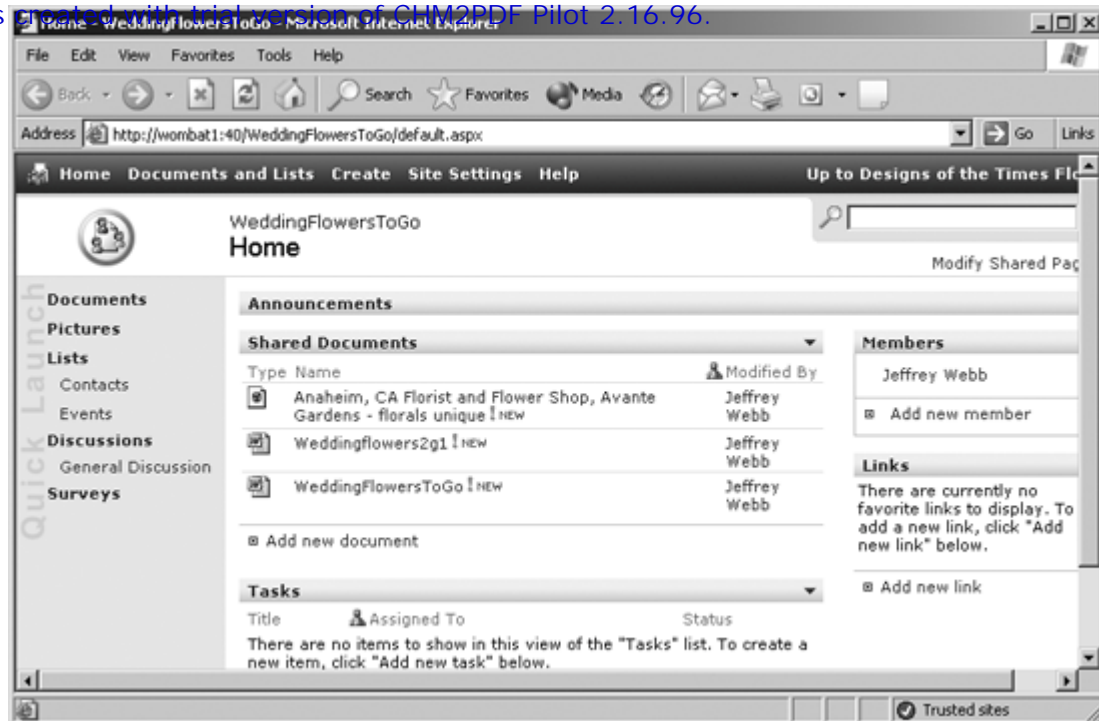 s created with trial version of CHM2PDF Pilot 2.16.96.
Home - WeddingFlowersToGo - Microsoft Internet Explorer
File Edit View Favorites Tools Help
Back Search Favorites Media
Address http://wombat1:40/WeddingFlowersToGo/default.aspx Go Links
Home Documents and Lists Create Site Settings Help Up to Designs of the Times Flo
WeddingFlowersToGo
Home
Modify Shared Pag
Quick Launch
Documents
Pictures
Lists
Contacts
Events
Discussions
General Discussion
Surveys
Announcements
Shared Documents
Type Name Modified By
Anaheim, CA Florist and Flower Shop, Avante Jeffrey
Gardens - florals unique ! NEW Webb
Weddingflowers2g1 ! NEW Jeffrey
Webb
WeddingFlowersToGo ! NEW Jeffrey
Webb
Add new document
Tasks
Title Assigned To Status
There are no items to show in this view of the "Tasks" list. To create a
new item, click "Add new task" below.
Members
Jeffrey Webb
Add new member
Links
There are currently no
favorite links to display. To
add a new link, click "Add
new link" below.
Add new link
Trusted sites